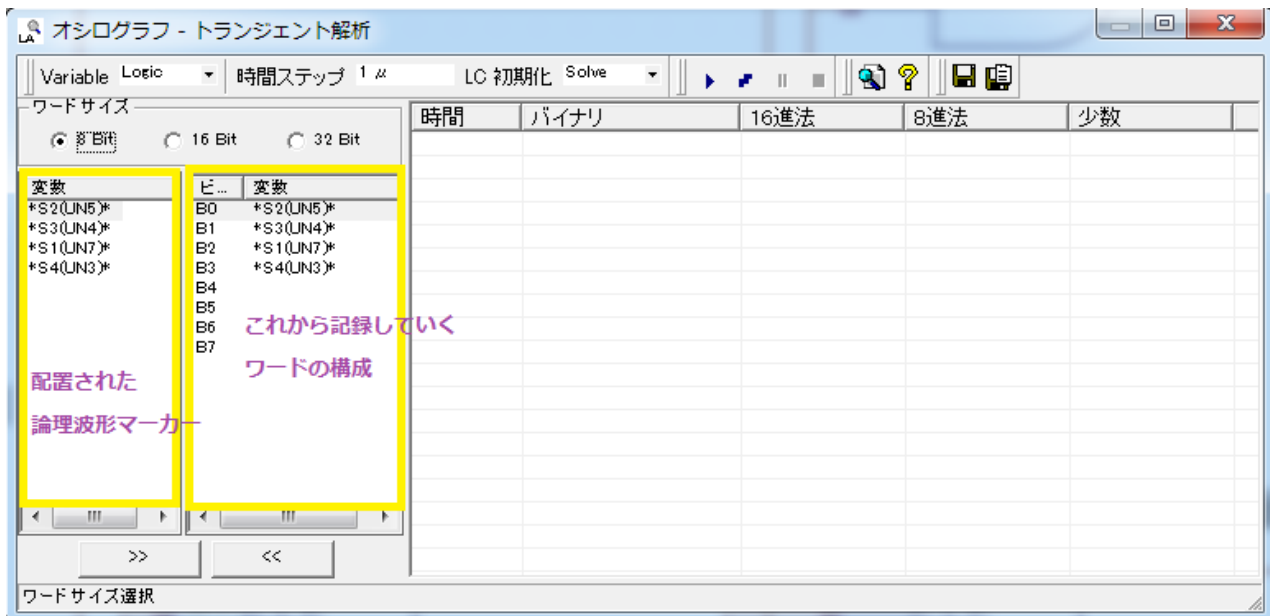 オシログラフ - トランジェント解析
Variable Logic 時間ステップ 1 µ LC 初期化 Solve
ワードサイズ
8 Bit 16 Bit 32 Bit
変数
*S2(UN5)*
*S3(UN4)*
*S1(UN7)*
*S4(UN3)*
配置された
論理波形マーカー
ビ... 変数
B0 *S2(UN5)*
B1 *S3(UN4)*
B2 *S1(UN7)*
B3 *S4(UN3)*
B4
B5
B6
B7
これから記録していく
ワードの構成
>> <<
時間 バイナリ 16進法 8進法 少数
ワードサイズ選択